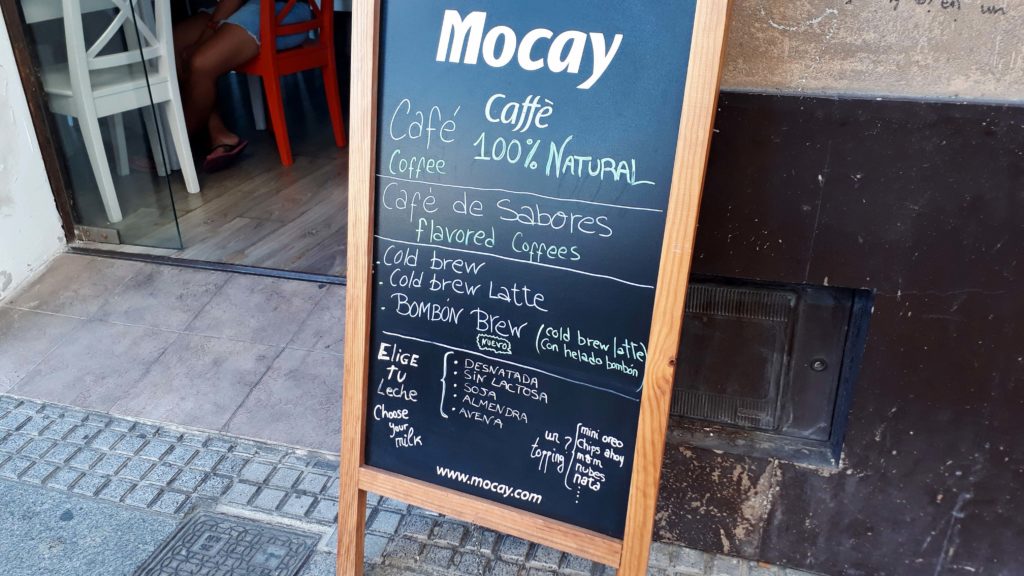 Mocay
Caffè
Café
100% NATURAL
Coffee
Café de Sabores
flavored Coffees
Cold brew
- Cold brew Latte
- BOMBÓN Brew (cold brew latte)
con helado bombón)
NUEVO
ELIGE
TU
Leche
Choose
your
milk
• DESNATADA
• SIN LACTOSA
• SOJA
• ALMENDRA
• AVENA
un ?
topping
mini oreo
chips ahoy
m&m
nubes
nata
...
www.mocay.com
en un